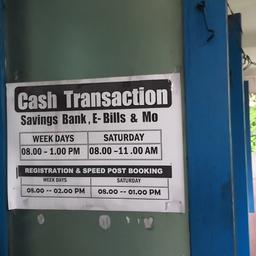 Cash Transaction
Savings Bank, E- Bills & Mo
WEEK DAYS SATURDAY
08.00 - 1.00 PM 08.00 -11 .00 AM
REGISTRATION & SPEED POST BOOKING
WEEK DAYS SATURDAY
08.00 -- 02.00 PM 08.00 -- 01.00 PM